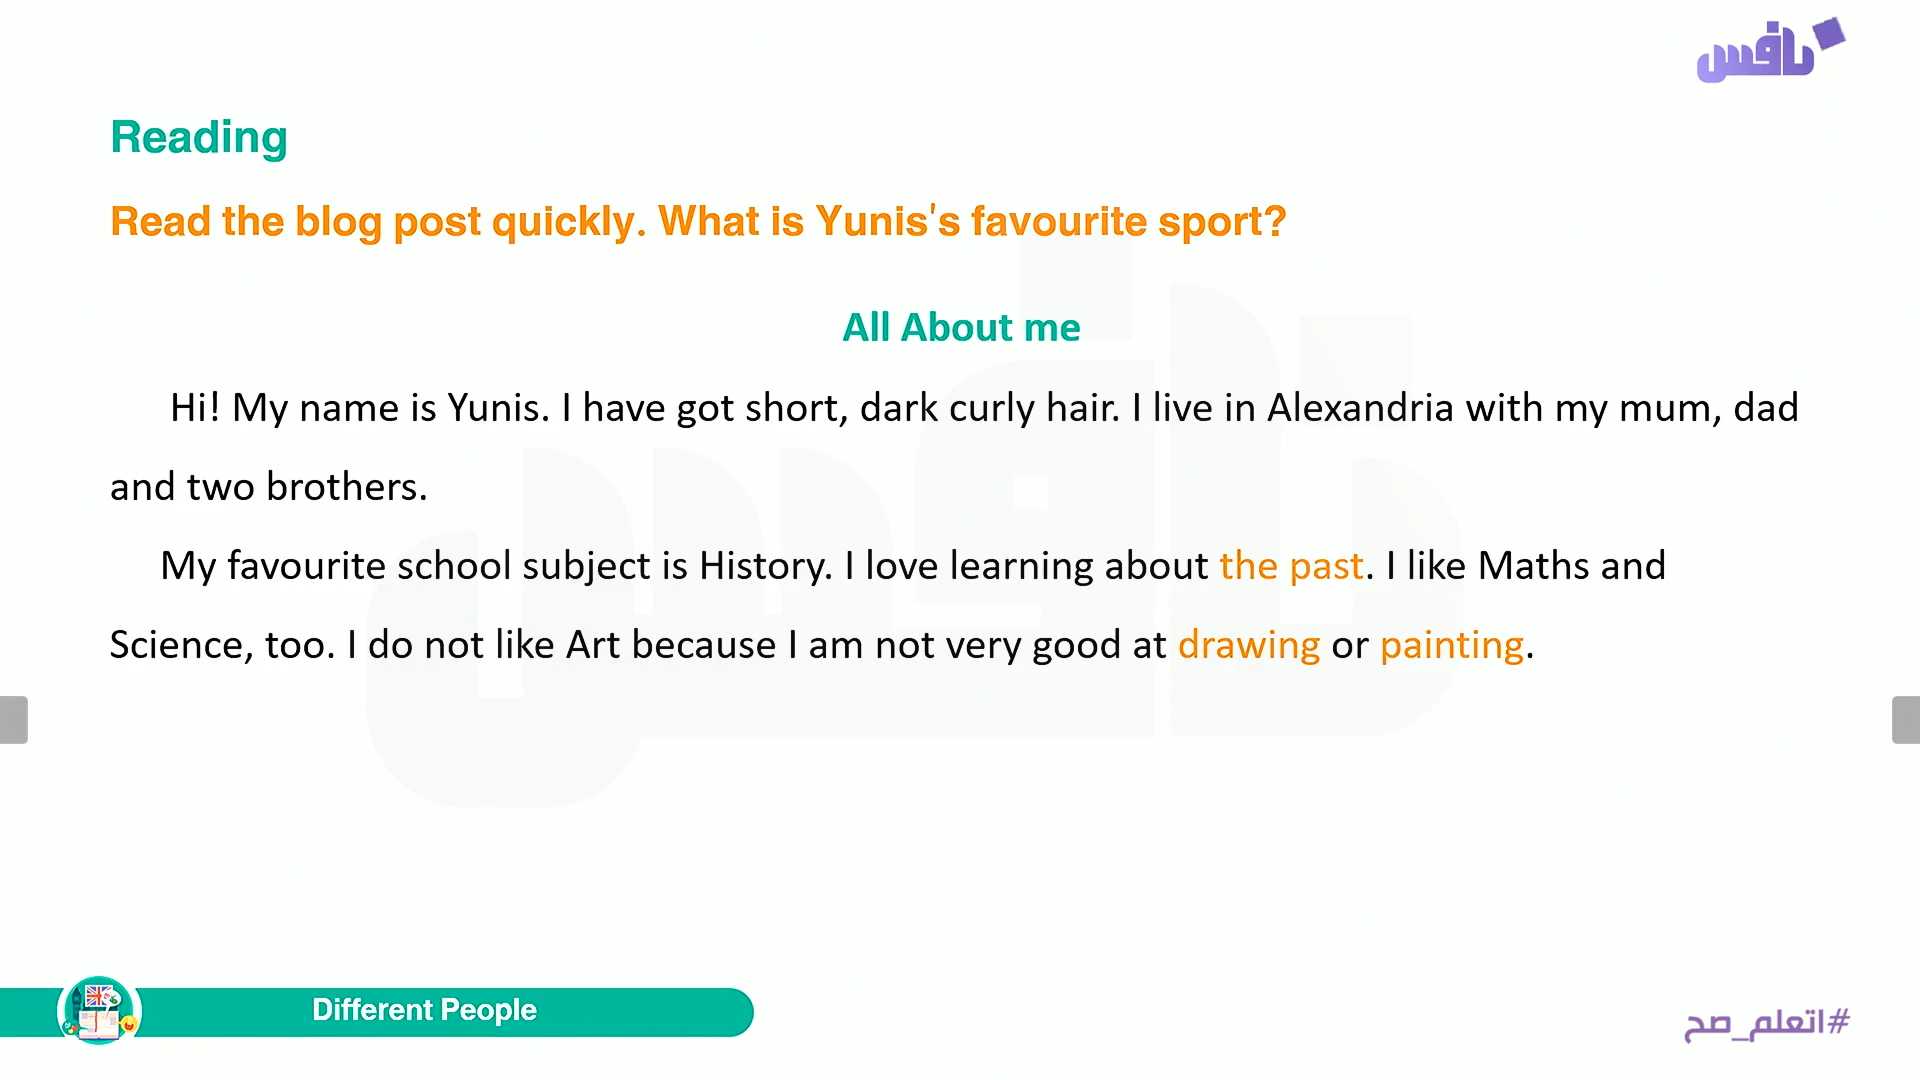 نافس
Reading
Read the blog post quickly. What is Yunis's favourite sport?
All About me
Hi! My name is Yunis. I have got short, dark curly hair. I live in Alexandria with my mum, dad
and two brothers.
My favourite school subject is History. I love learning about the past. I like Maths and
Science, too. I do not like Art because I am not very good at drawing or painting.
Different People
#اتعلم_صح